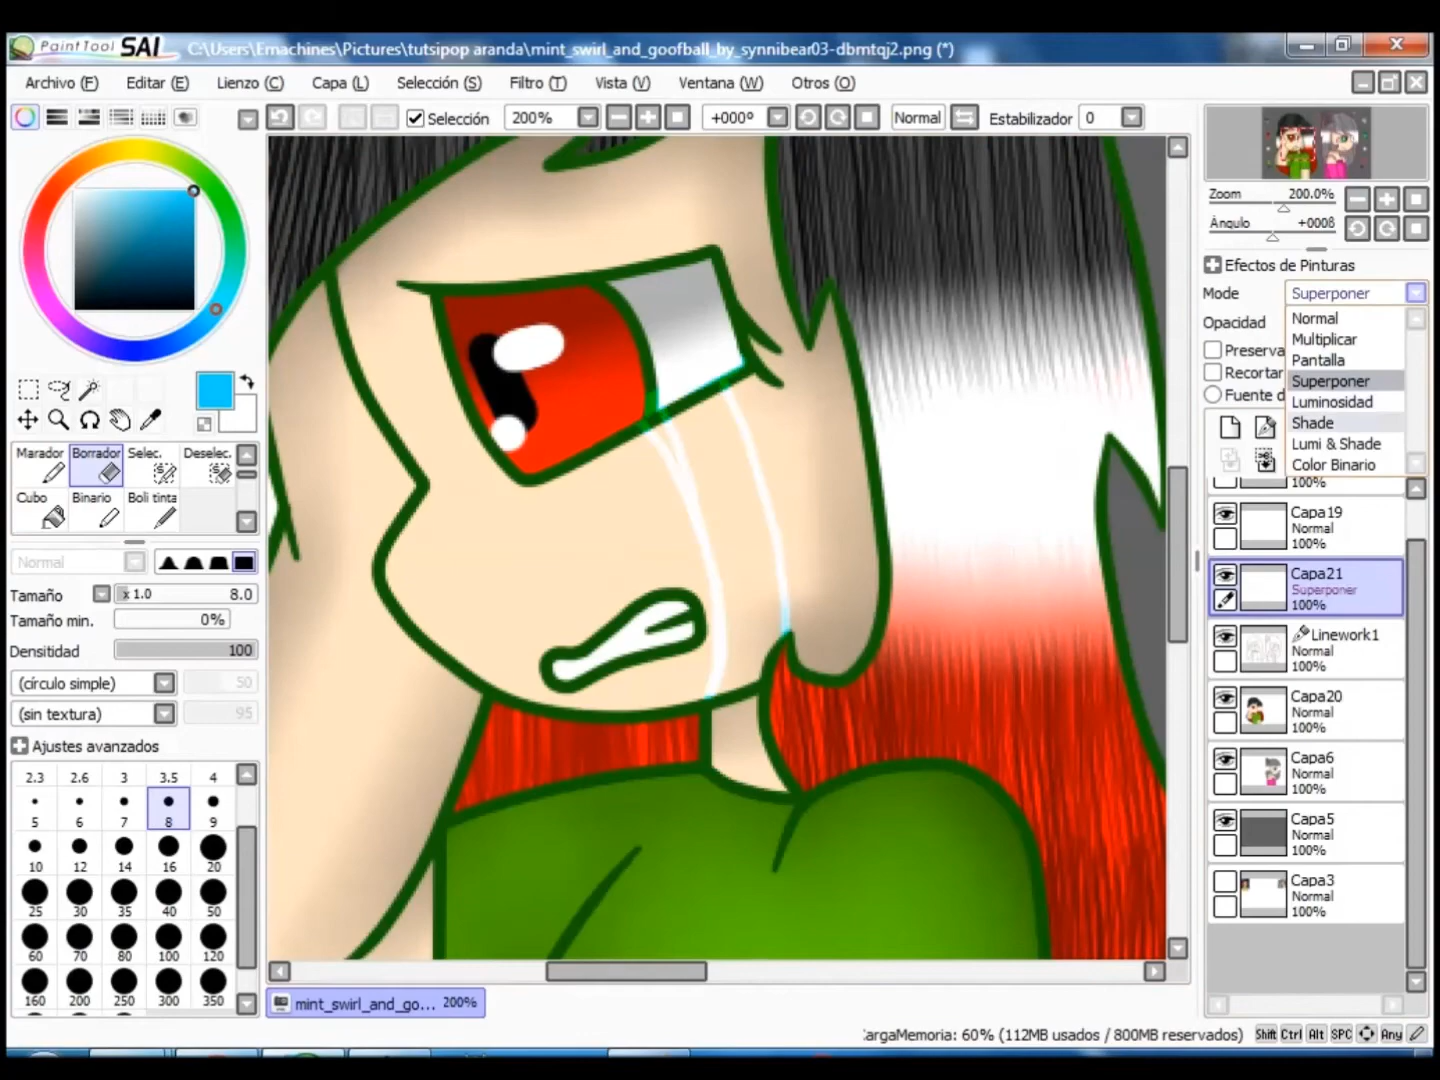 PaintTool SAI C:\Users\Emachines\Pictures\tutsipop aranda\mint_swirl_and_goofball_by_synnibear03-dbmtqj2.png (*)
Archivo (F) Editar (E) Lienzo (C) Capa (L) Selección (S) Filtro (T) Vista (V) Ventana (W) Otros (O)
Selección 200% +000º Normal Estabilizador 0
Zoom 200.0%
Ángulo +0008
Efectos de Pinturas
Mode Superponer
Normal
Opacidad
Multiplicar
Preserva
Pantalla
Recortar
Superponer
Fuente d
Luminosidad
Shade
Lumi & Shade
Color Binario
100%
Marador Borrador Selec. Deselec.
Cubo Binario Boli tinta
Normal
Tamaño x 1.0 8.0
Tamaño min. 0%
Densitidad 100
(círculo simple) 50
(sin textura) 95
Ajustes avanzados
2.3 2.6 3 3.5 4
5 6 7 8 9
10 12 14 16 20
25 30 35 40 50
60 70 80 100 120
160 200 250 300 350
Capa19
Normal
100%
Capa21
Superponer
100%
Linework1
Normal
100%
Capa20
Normal
100%
Capa6
Normal
100%
Capa5
Normal
100%
Capa3
Normal
100%
mint_swirl_and_go... 200%
argaMemoria: 60% (112MB usados / 800MB reservados) Shift Ctrl Alt SPC Any